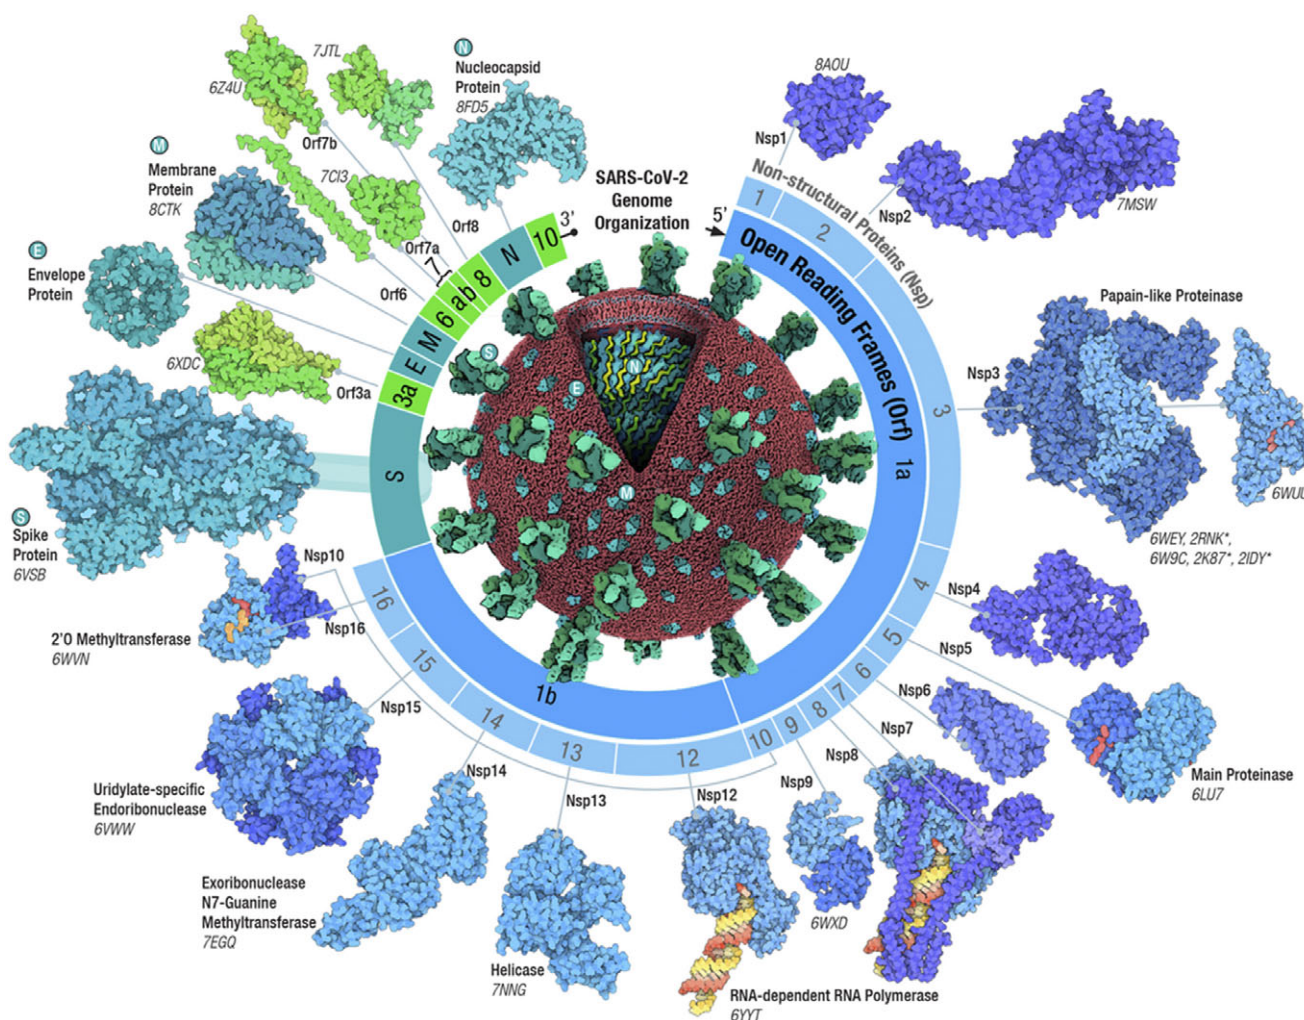 SARS-CoV-2
Genome
Organization
3'
5'
N
Nucleocapsid
Protein
8FD5
7JTL
6Z4U
Orf7b
7CI3
Orf7a
Orf8
M
Membrane
Protein
8CTK
Orf6
E
Envelope
Protein
6XDC
Orf3a
S
Spike
Protein
6VSB
10
N
8
7
a b
6
M
E
3a
S
S
E
N
M
Open Reading Frames (Orf)
1a
1b
Non-structural Proteins (Nsp)
1
2
3
4
5
6
7
8
9
10
12
13
14
15
16
Nsp1
8AOU
Nsp2
7MSW
Papain-like Proteinase
Nsp3
6WUU
6WEY, 2RNK*,
6W9C, 2K87*, 2IDY*
Nsp4
Nsp5
Main Proteinase
6LU7
Nsp6
Nsp7
Nsp8
Nsp9
6WXD
Nsp12
RNA-dependent RNA Polymerase
6YYT
Nsp13
Helicase
7NNG
Nsp14
Exoribonuclease
N7-Guanine
Methyltransferase
7EGQ
Nsp15
Uridylate-specific
Endoribonuclease
6VWW
Nsp10
Nsp16
2'O Methyltransferase
6WVN